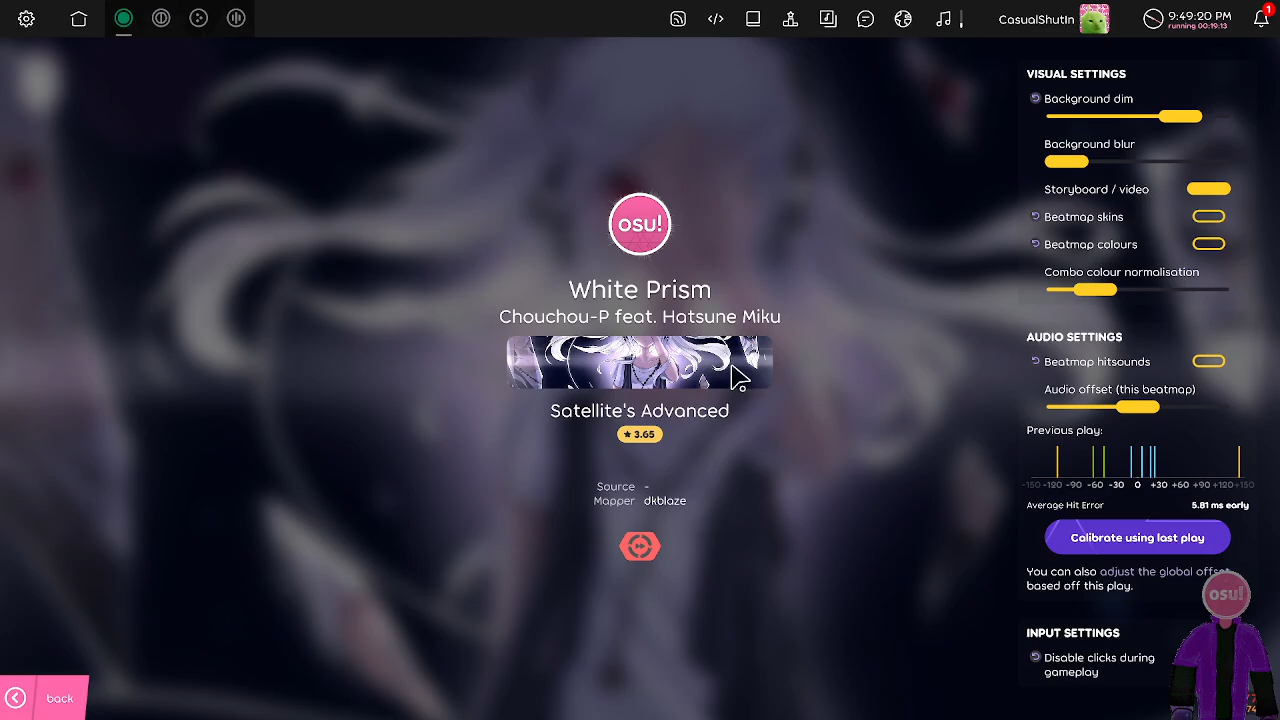 CasualShutIn
9:49:20 PM
running 00:19:13
1
VISUAL SETTINGS
Background dim
Background blur
Storyboard / video
Beatmap skins
Beatmap colours
Combo colour normalisation
AUDIO SETTINGS
Beatmap hitsounds
Audio offset (this beatmap)
Previous play:
-150 -120 -90 -60 -30 0 +30 +60 +90 +120 +150
Average Hit Error 5.81 ms early
Calibrate using last play
You can also adjust the global offset
based off this play.
INPUT SETTINGS
Disable clicks during
gameplay
osu!
White Prism
Chouchou-P feat. Hatsune Miku
Satellite's Advanced
3.65
Source -
Mapper dkblaze
osu!
back